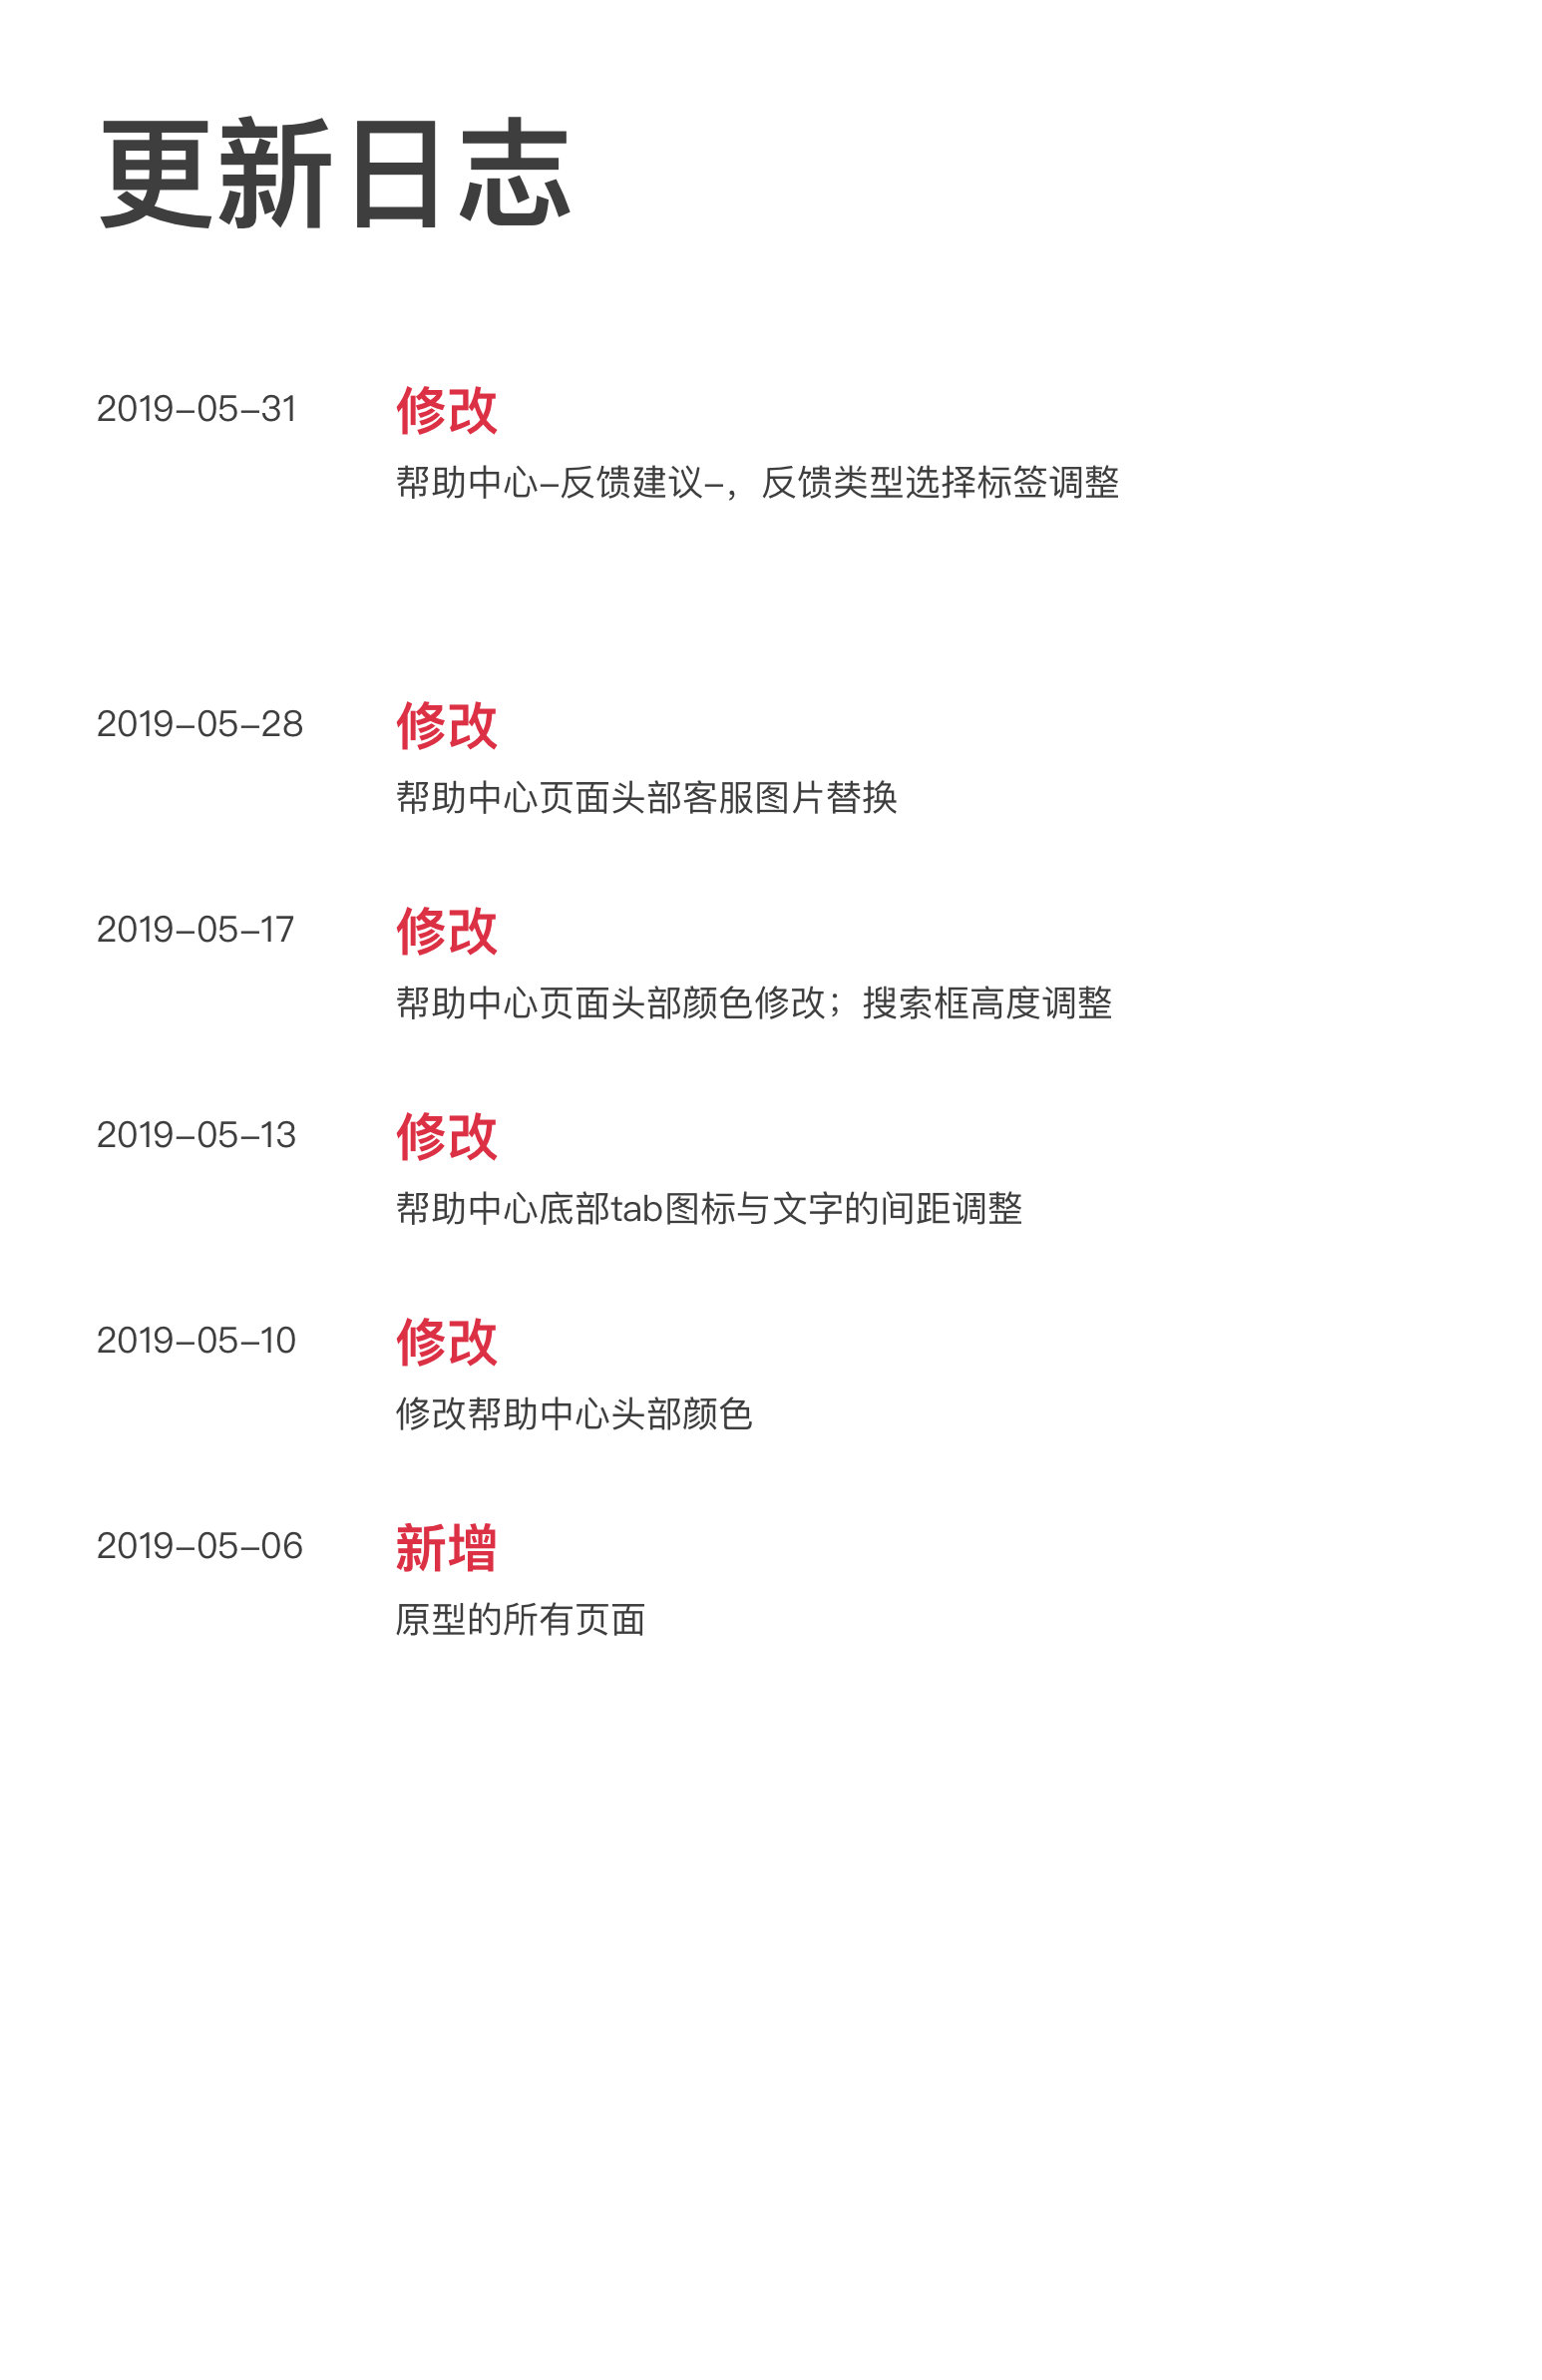 更新日志
2019-05-31
修改
帮助中心-反馈建议-，反馈类型选择标签调整
2019-05-28
修改
帮助中心页面头部客服图片替换
2019-05-17
修改
帮助中心页面头部颜色修改；搜索框高度调整
2019-05-13
修改
帮助中心底部tab图标与文字的间距调整
2019-05-10
修改
修改帮助中心头部颜色
2019-05-06
新增
原型的所有页面